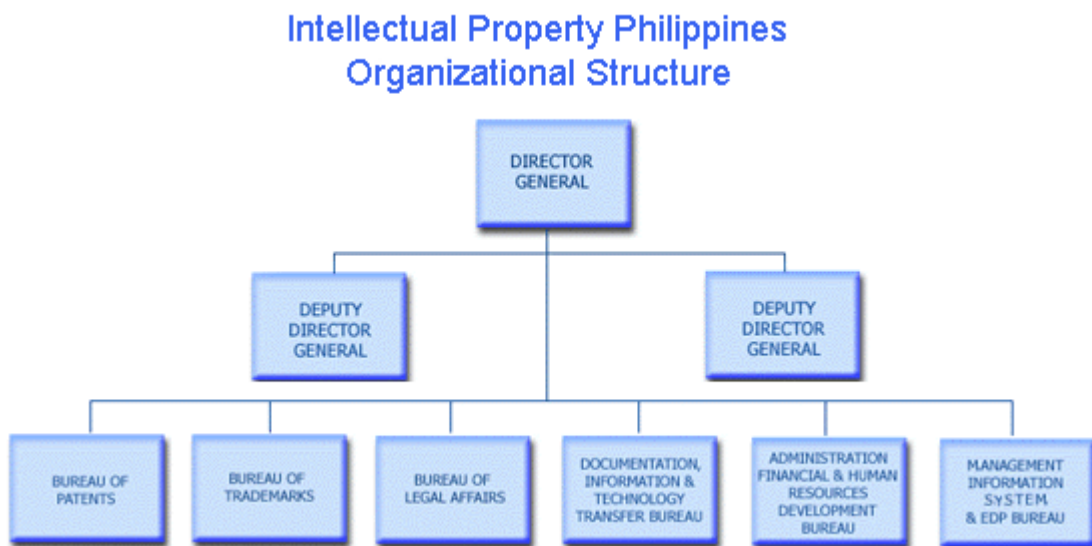 Intellectual Property Philippines
Organizational Structure
DIRECTOR
GENERAL
DEPUTY
DIRECTOR
GENERAL
DEPUTY
DIRECTOR
GENERAL
BUREAU OF
PATENTS
BUREAU OF
TRADEMARKS
BUREAU OF
LEGAL AFFAIRS
DOCUMENTATION,
INFORMATION &
TECHNOLOGY
TRANSFER BUREAU
ADMINISTRATION
FINANCIAL & HUMAN
RESOURCES
DEVELOPMENT
BUREAU
MANAGEMENT
INFORMATION
SySTEM
& EDP BUREAU